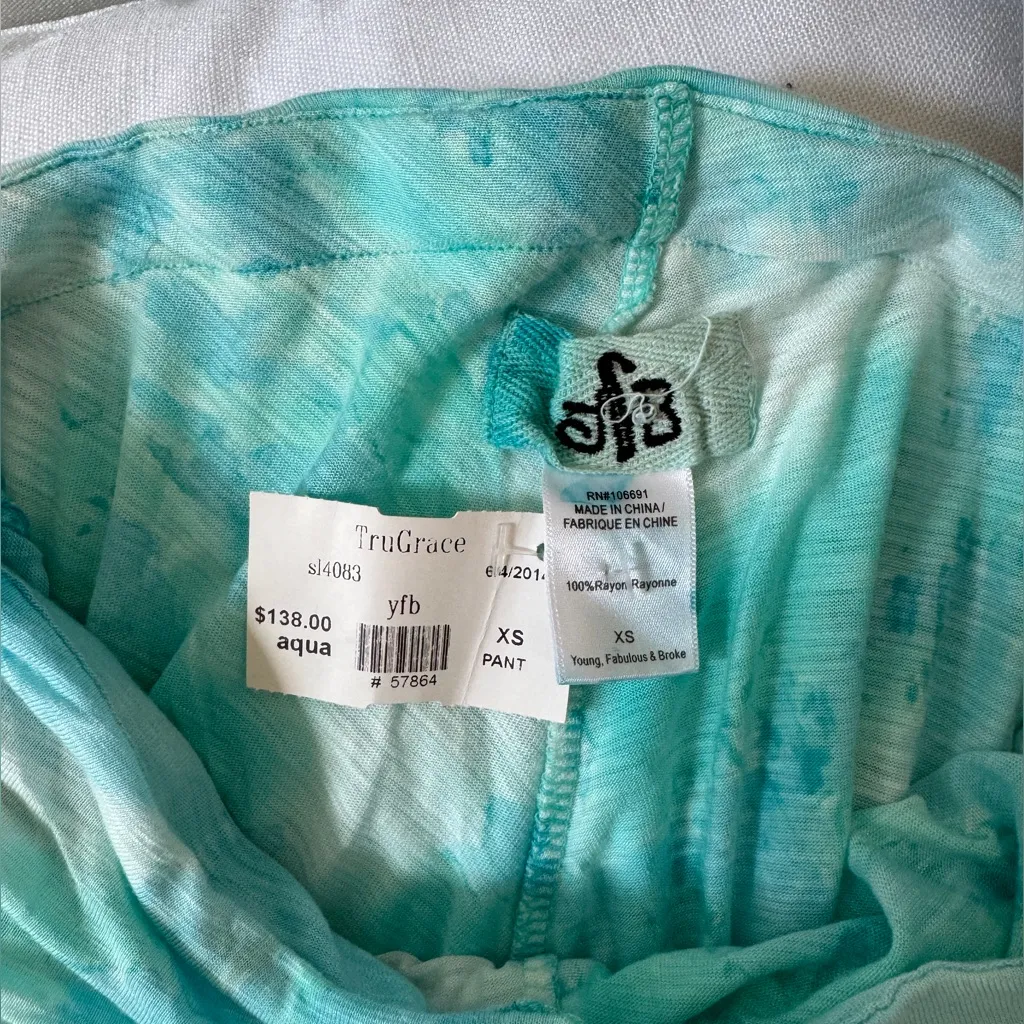 yfB
RN#106691
MADE IN CHINA/
FABRIQUE EN CHINE
100%Rayon Rayonne
XS
Young, Fabulous & Broke
TruGrace
sl4083
6/4/2014
yfb
$138.00
aqua
XS
PANT
# 57864